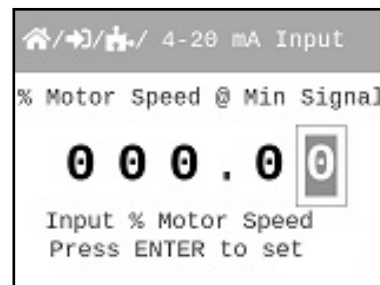 / / / 4-20 mA Input
% Motor Speed @ Min Signal
000.00
Input % Motor Speed
Press ENTER to set